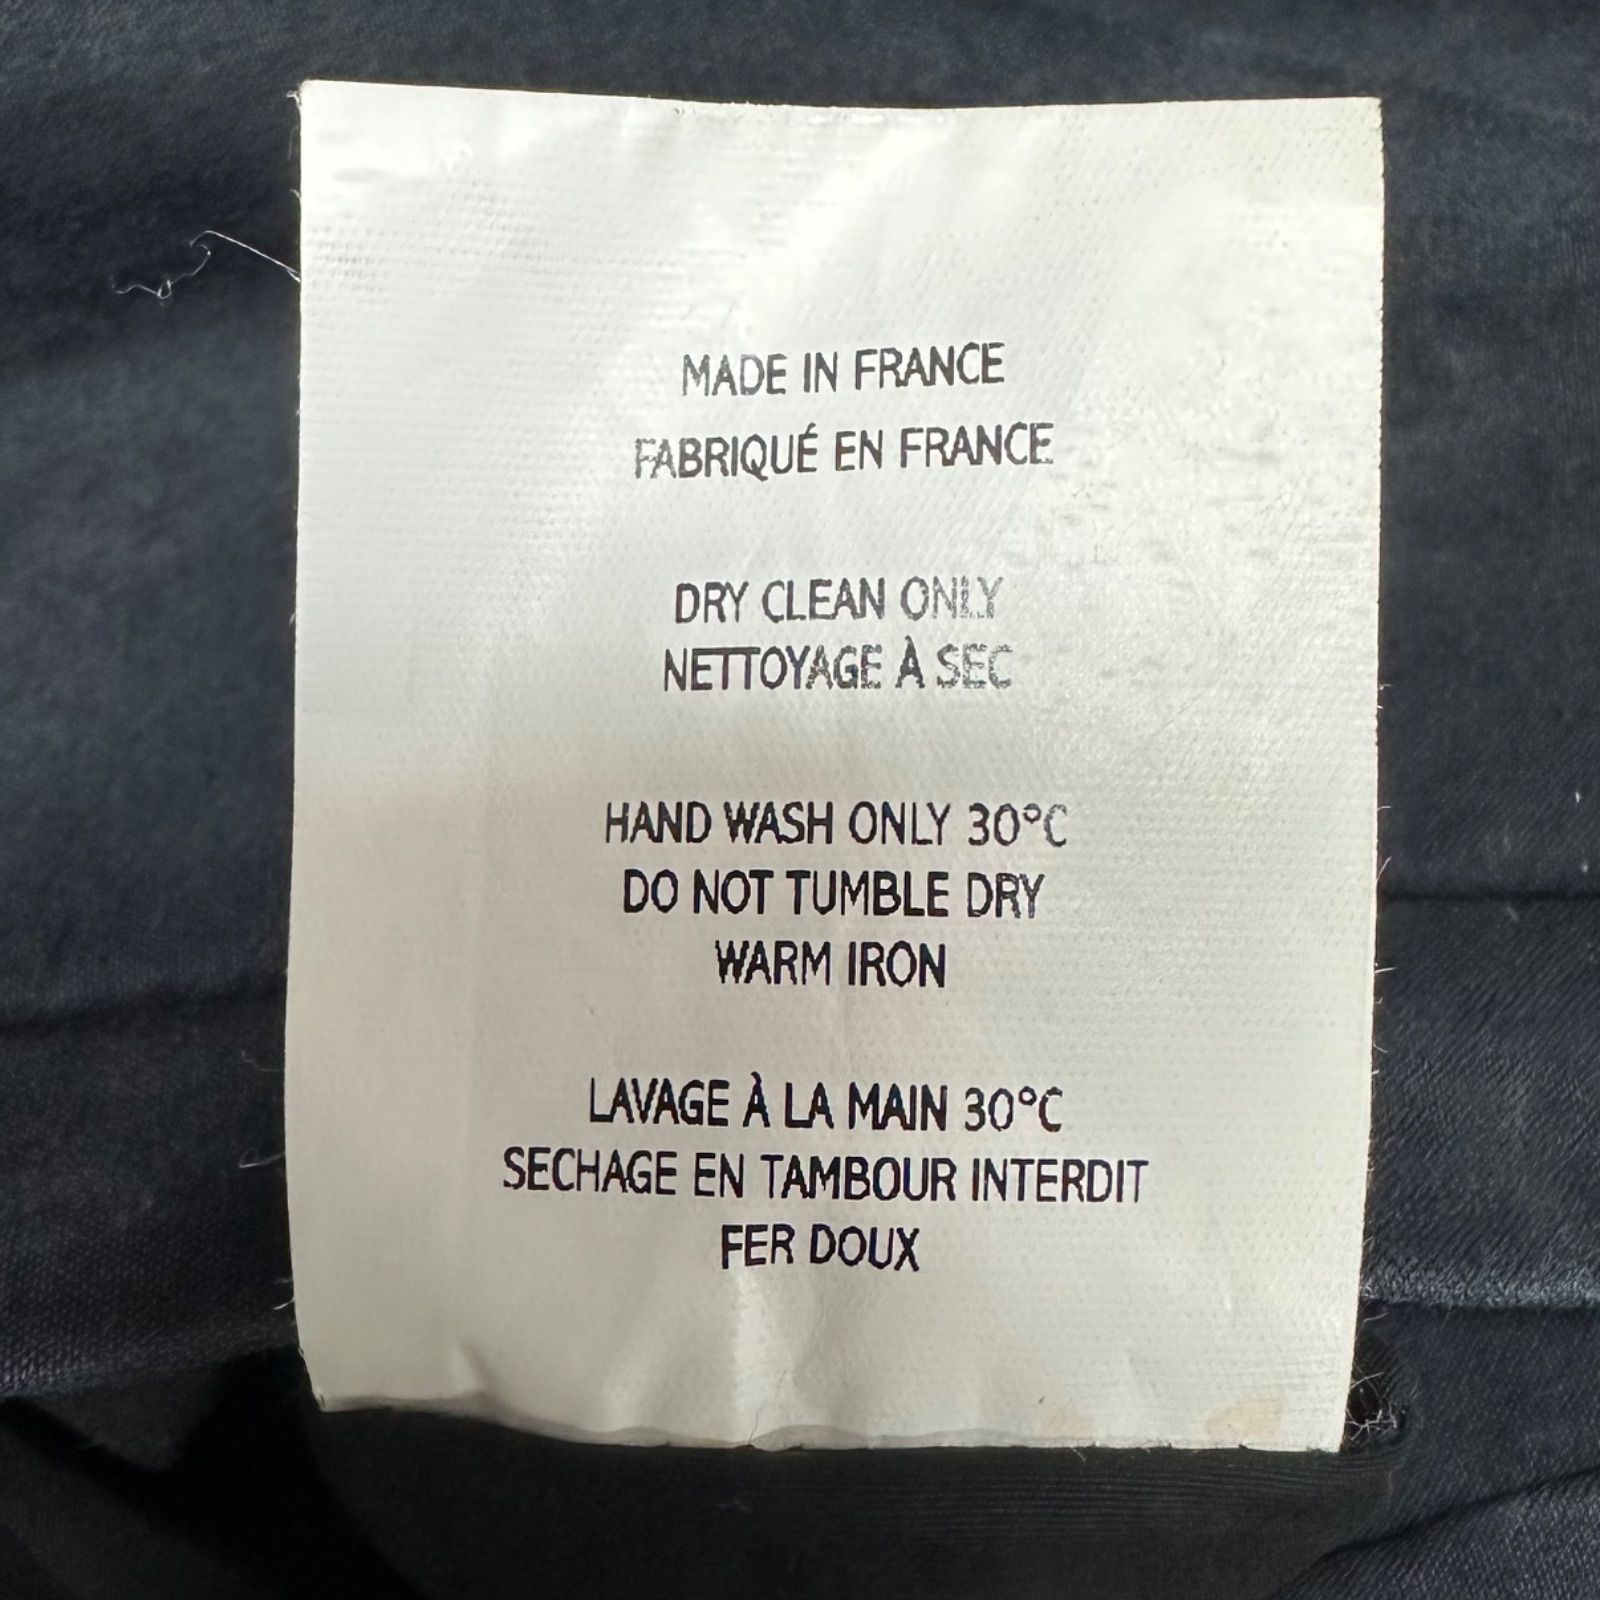 MADE IN FRANCE
FABRIQUÉ EN FRANCE
DRY CLEAN ONLY
NETTOYAGE À SEC
HAND WASH ONLY 30°C
DO NOT TUMBLE DRY
WARM IRON
LAVAGE À LA MAIN 30°C
SECHAGE EN TAMBOUR INTERDIT
FER DOUX